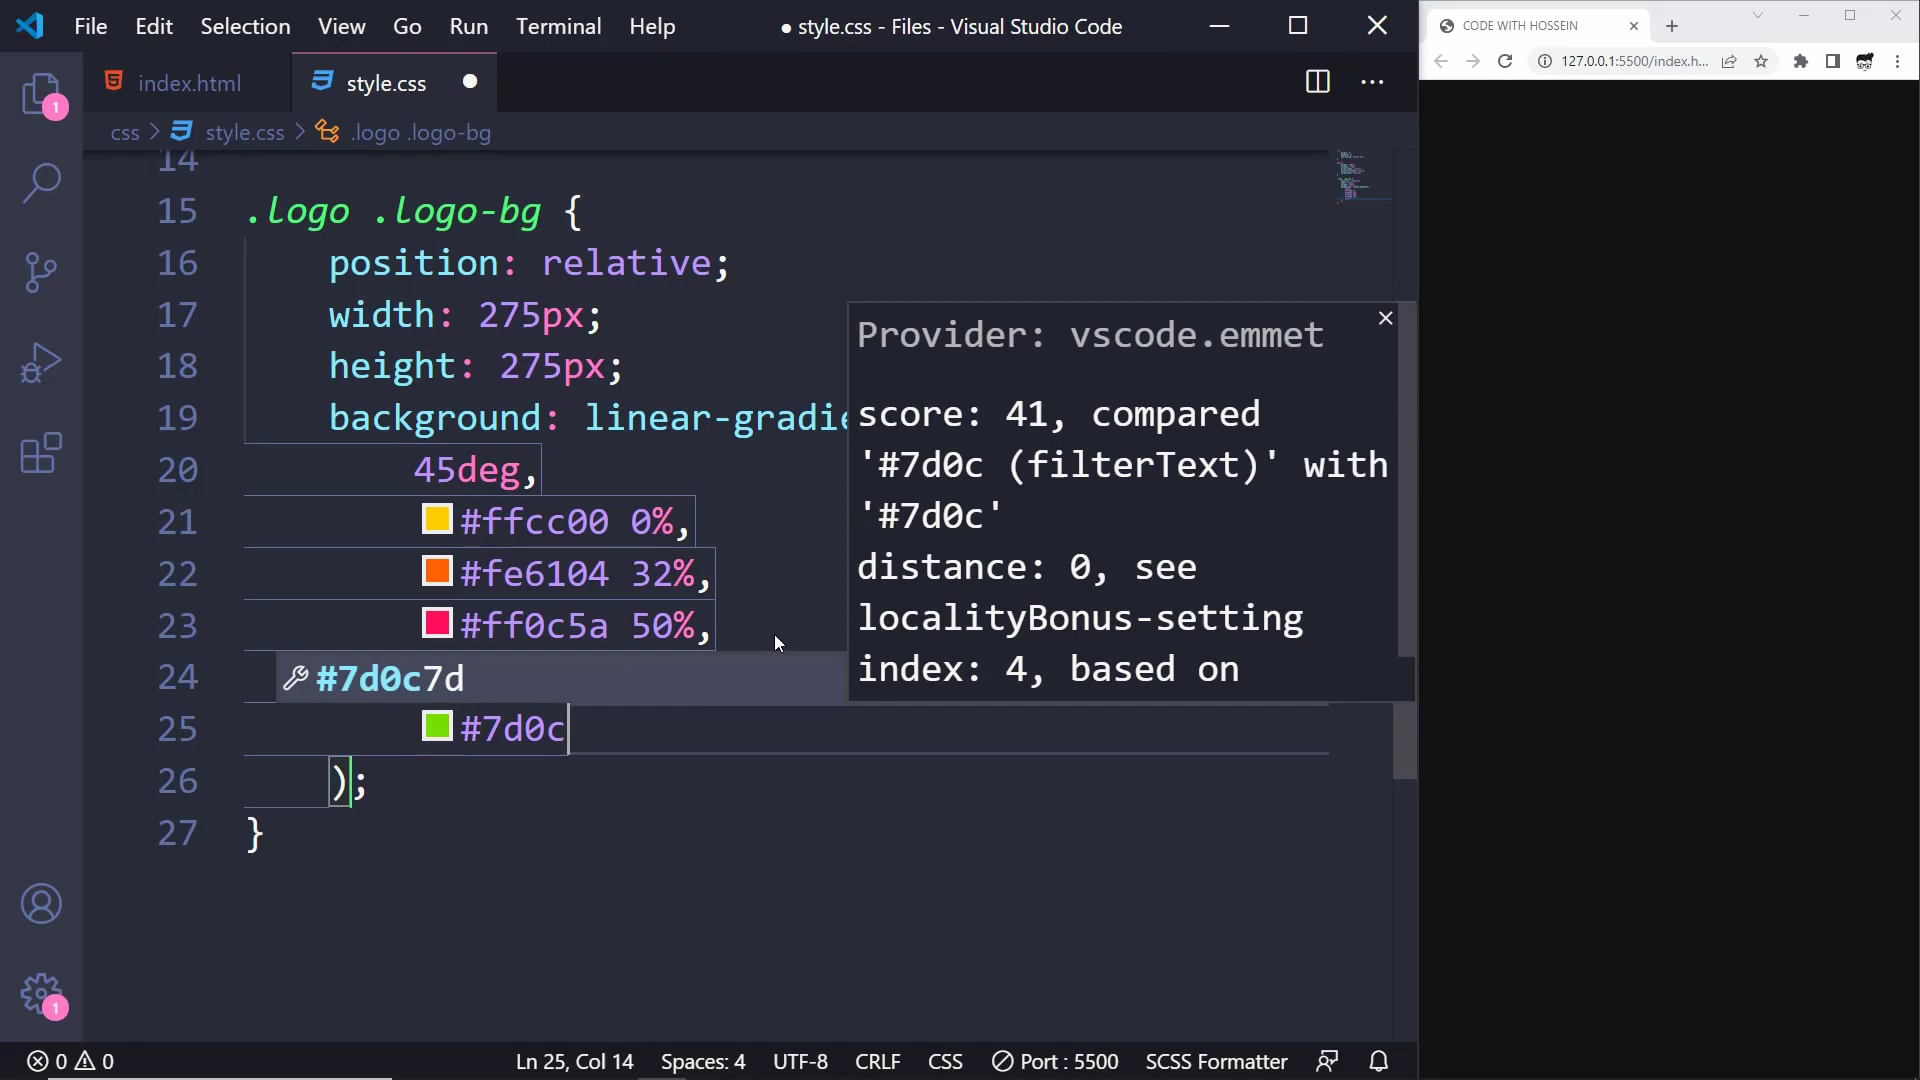 File Edit Selection View Go Run Terminal Help ● style.css - Files - Visual Studio Code
CODE WITH HOSSEIN
127.0.0.1:5500/index.h...
index.html
style.css
css > style.css > .logo .logo-bg
1
14
15 .logo .logo-bg {
16 position: relative;
17 width: 275px;
18 height: 275px;
19 background: linear-gradie
20 45deg,
21 #ffcc00 0%,
22 #fe6104 32%,
23 #ff0c5a 50%,
24 #7d0c7d
25 #7d0c
26 );
27 }
Provider: vscode.emmet
score: 41, compared
'#7d0c (filterText)' with
'#7d0c'
distance: 0, see
localityBonus-setting
index: 4, based on
1
0 0
Ln 25, Col 14 Spaces: 4 UTF-8 CRLF CSS Port : 5500 SCSS Formatter